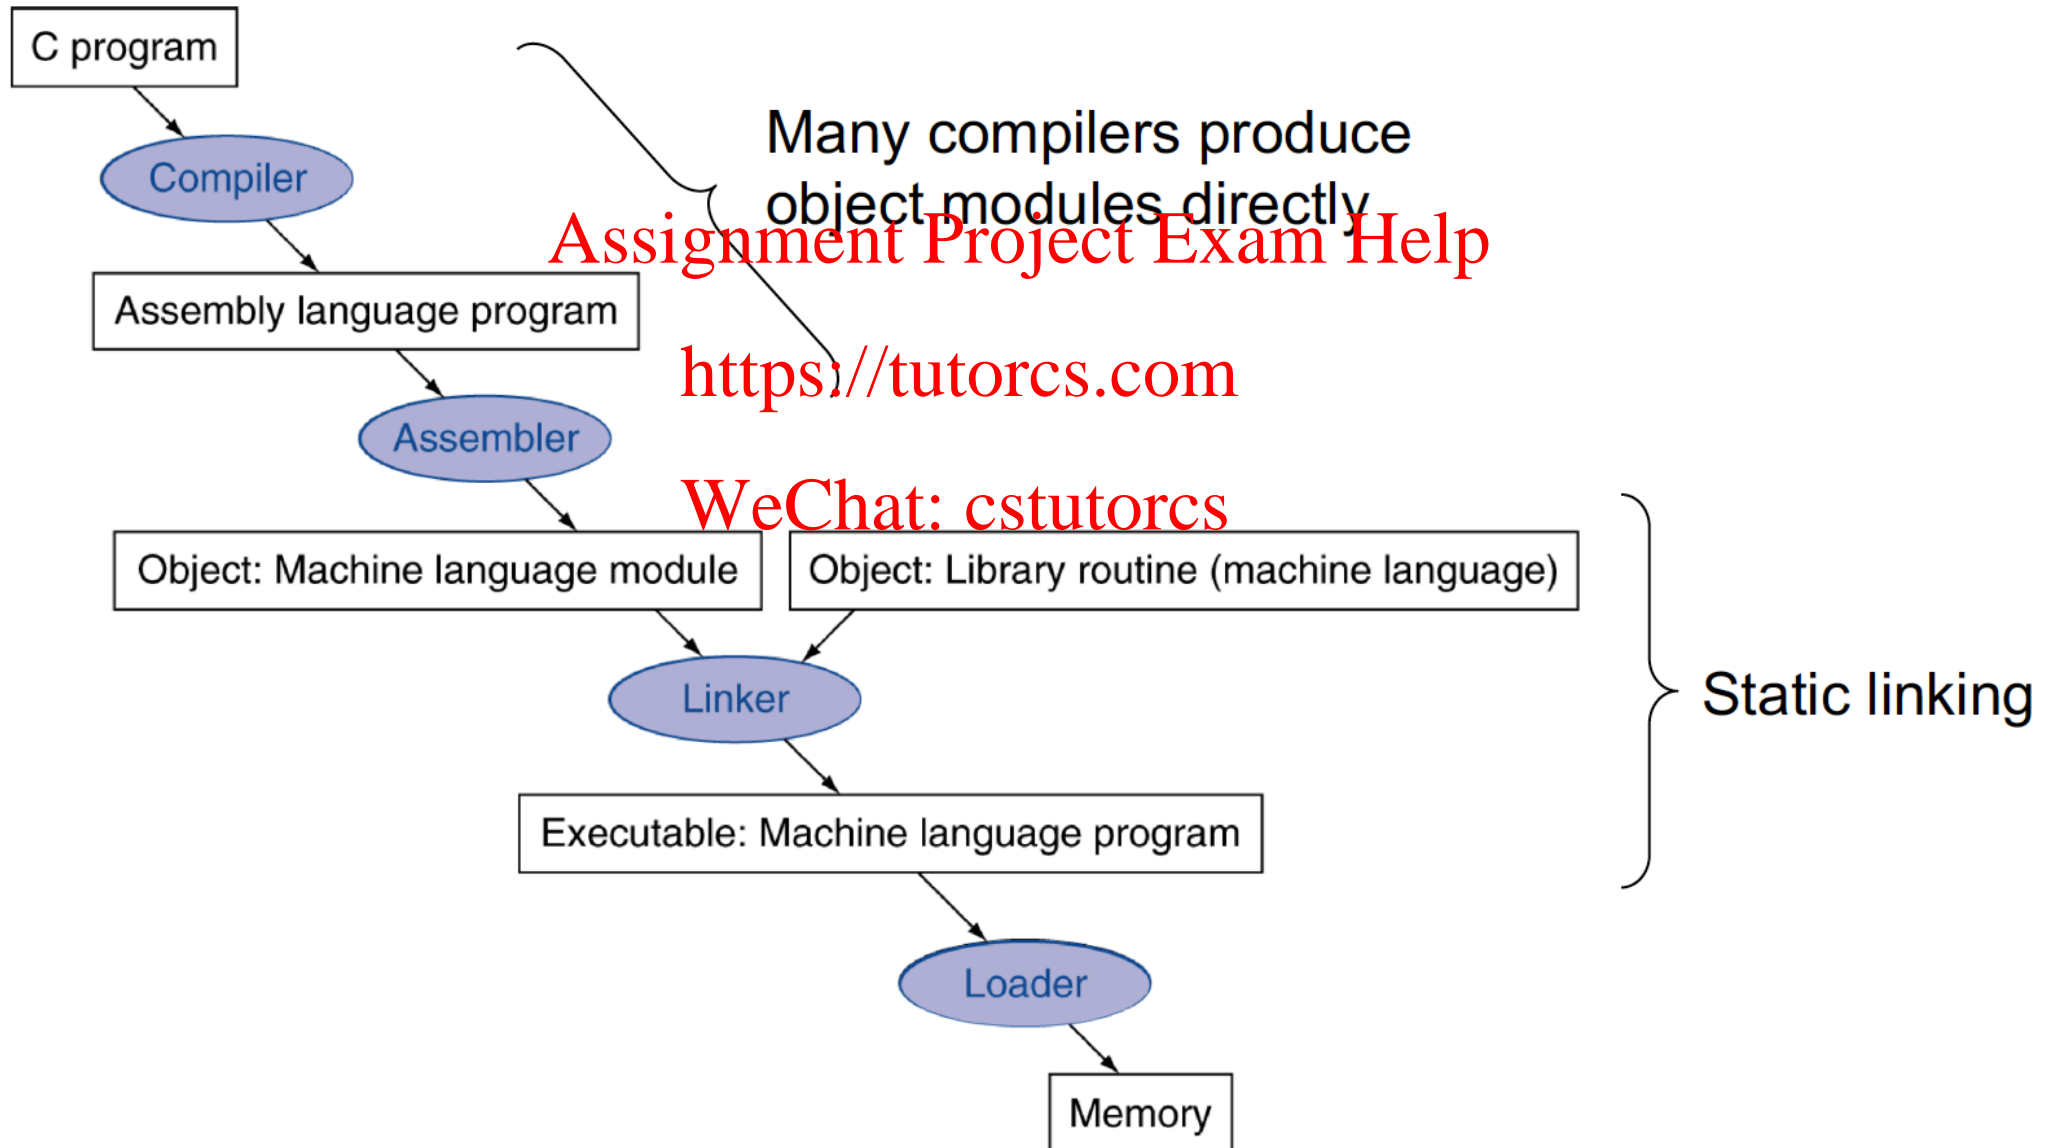 C program
Many compilers produce
object modules directly
Compiler
Assignment Project Exam Help
Assembly language program
https://tutorcs.com
Assembler
WeChat: cstutorcs
Object: Machine language module
Object: Library routine (machine language)
Linker
Static linking
Executable: Machine language program
Loader
Memory